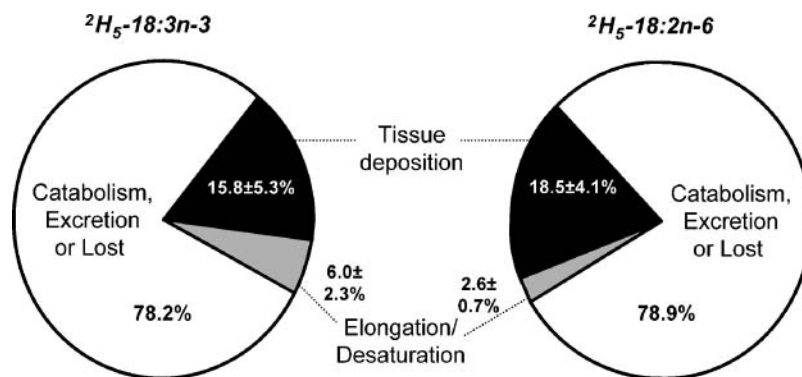 ²H₅-18:3n-3
²H₅-18:2n-6
Tissue
deposition
15.8±5.3%
18.5±4.1%
Catabolism,
Excretion
or Lost
Catabolism,
Excretion
or Lost
6.0±
2.3%
2.6±
0.7%
78.2%
78.9%
Elongation/
Desaturation